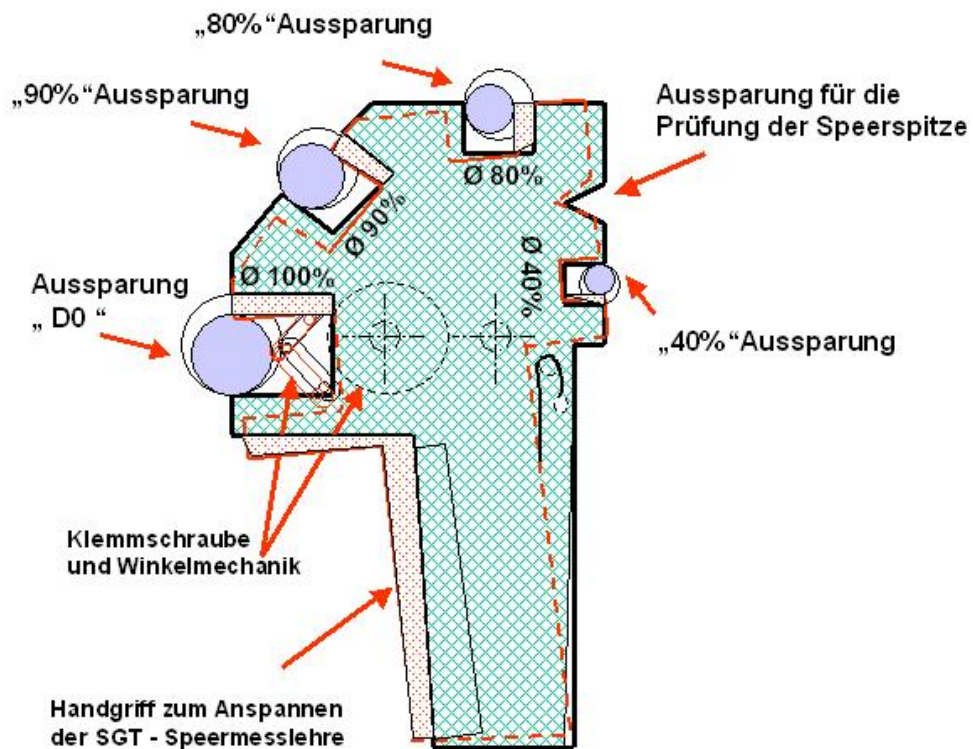 „80%“Aussparung
„90%“Aussparung
Aussparung für die
Prüfung der Speerspitze
Ø 80%
Ø 90%
Ø 40%
Ø 100%
Aussparung
„ D0 “
„40%“Aussparung
Klemmschraube
und Winkelmechanik
Handgriff zum Anspannen
der SGT - Speermesslehre